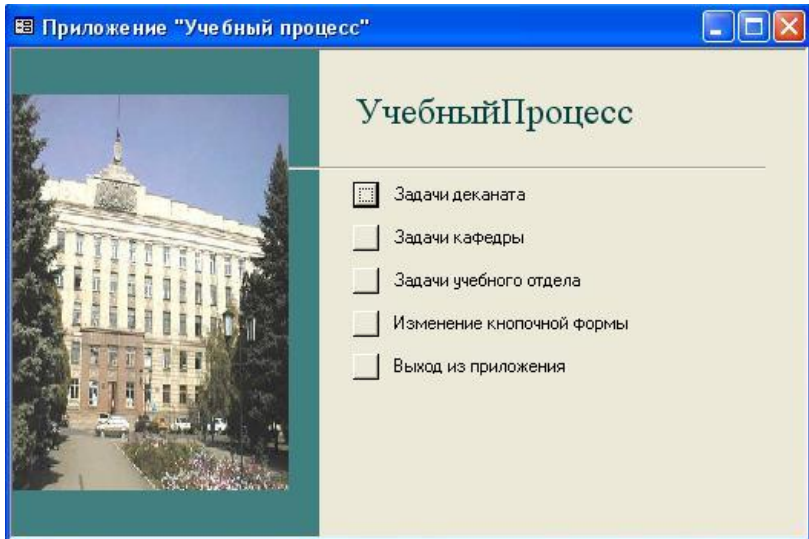 Приложение "Учебный процесс"
УчебныйПроцесс
Задачи деканата
Задачи кафедры
Задачи учебного отдела
Изменение кнопочной формы
Выход из приложения